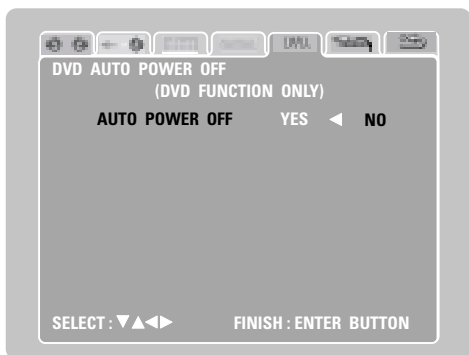 DVD AUTO POWER OFF
(DVD FUNCTION ONLY)
AUTO POWER OFF YES ◀ NO
SELECT : ▼▲◀▶ FINISH : ENTER BUTTON